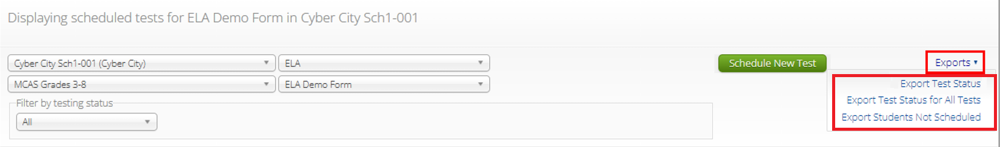 Displaying scheduled tests for ELA Demo Form in Cyber City Sch1-001
Cyber City Sch1-001 (Cyber City)
ELA
Schedule New Test
Exports
MCAS Grades 3-8
ELA Demo Form
Export Test Status
Export Test Status for All Tests
Export Students Not Scheduled
Filter by testing status
All